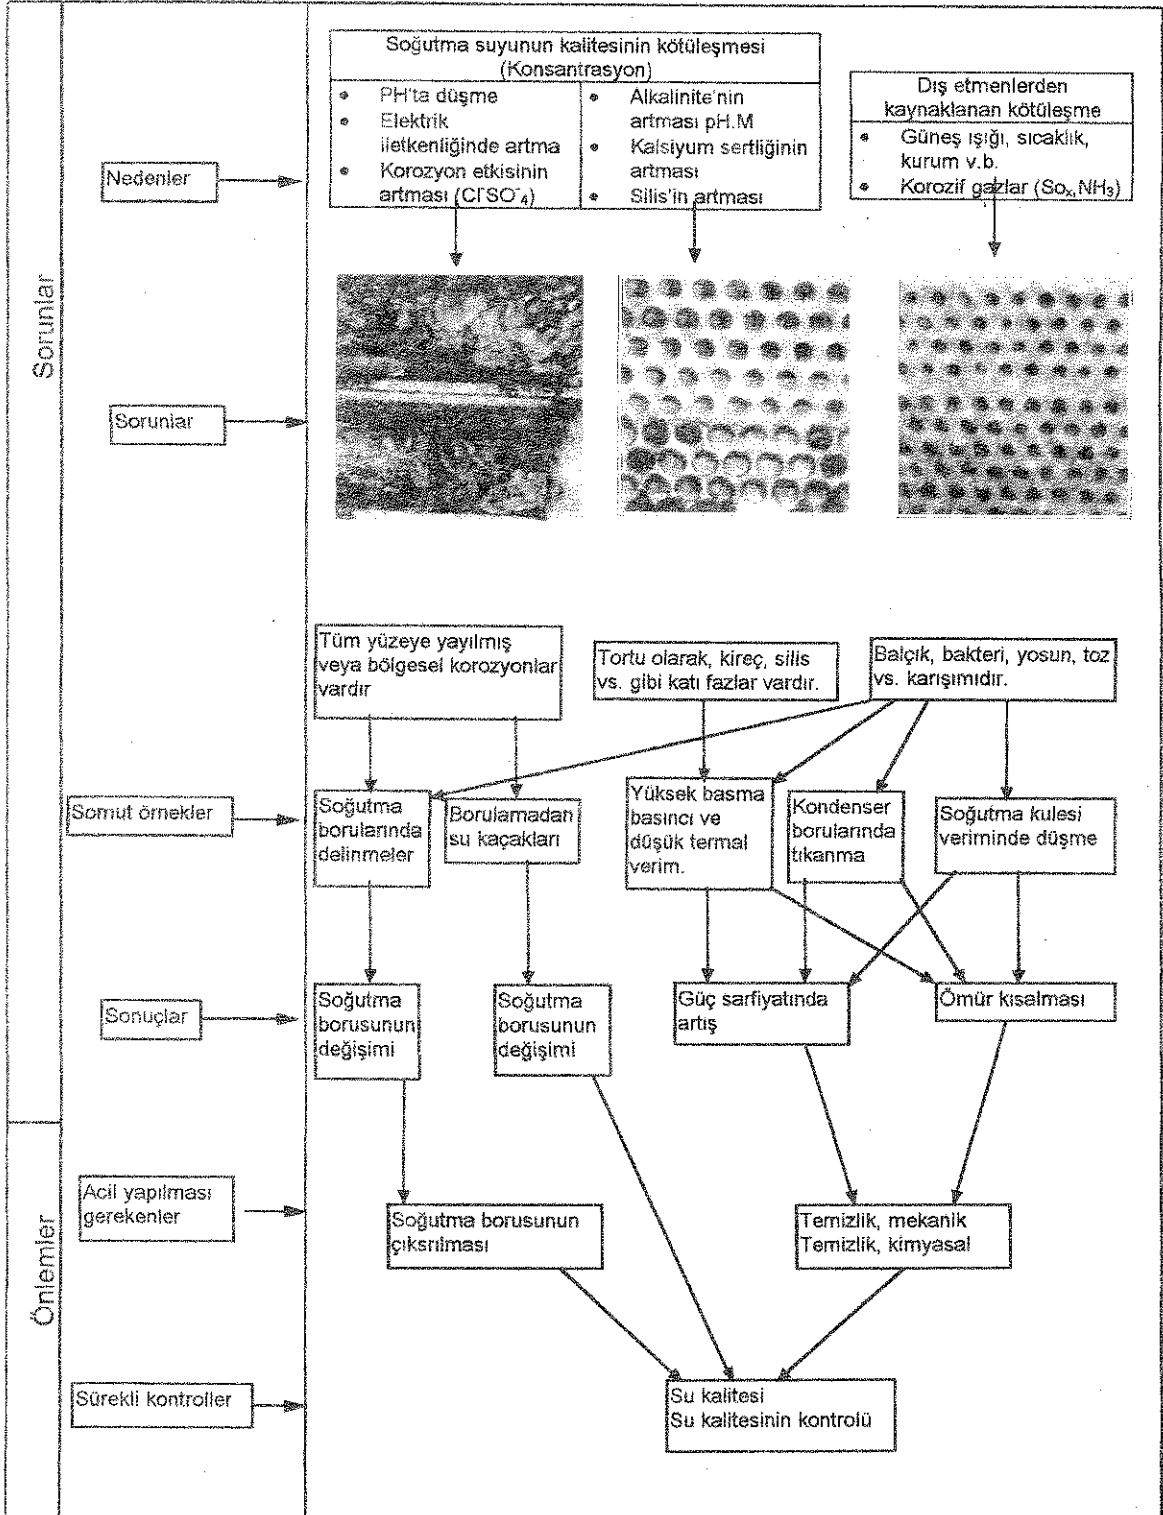 Soğutma suyunun kalitesinin kötüleşmesi
(Konsantrasyon)
• PH'ta düşme
• Elektrik
iletkenliğinde artma
• Korozyon etkisinin
artması (Cl⁻SO⁻₄)
• Alkalinite'nin
artması pH.M
• Kalsiyum sertliğinin
artması
• Silis'in artması
Dış etmenlerden
kaynaklanan kötüleşme
• Güneş ışığı, sıcaklık,
kurum v.b.
• Korozif gazlar (Soₓ,NH₃)
Nedenler
Sorunlar
Sorunlar
Tüm yüzeye yayılmış
veya bölgesel korozyonlar
vardır
Tortu olarak, kireç, silis
vs. gibi katı fazlar vardır.
Balçık, bakteri, yosun, toz
vs. karışımıdır.
Somut örnekler
Soğutma
borularında
delinmeler
Borulamadan
su kaçakları
Yüksek basma
basıncı ve
düşük termal
verim.
Kondenser
borularında
tıkanma
Soğutma kulesi
veriminde düşme
Sonuçlar
Soğutma
borusunun
değişimi
Soğutma
borusunun
değişimi
Güç sarfiyatında
artış
Ömür kısalması
Acil yapılması
gerekenler
Önlemler
Soğutma borusunun
çıksrılması
Temizlik, mekanik
Temizlik, kimyasal
Sürekli kontroller
Su kalitesi
Su kalitesinin kontrolü